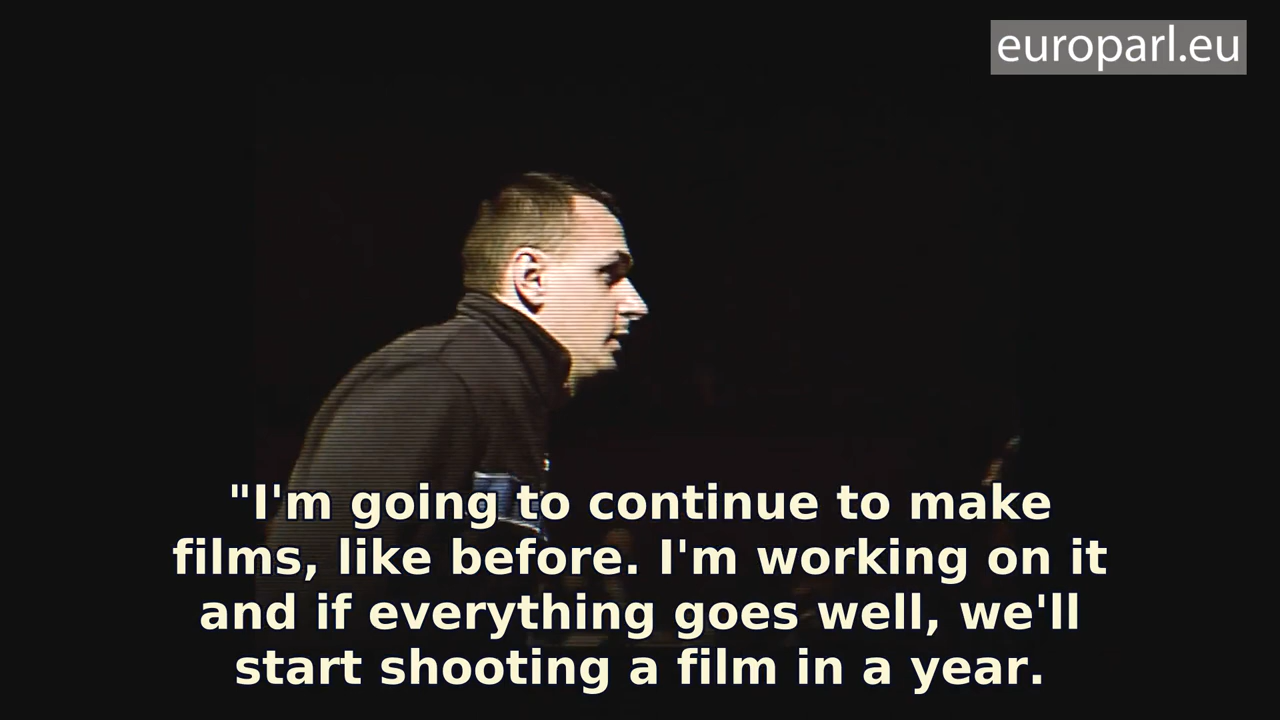 europarl.eu
"I'm going to continue to make
films, like before. I'm working on it
and if everything goes well, we'll
start shooting a film in a year.